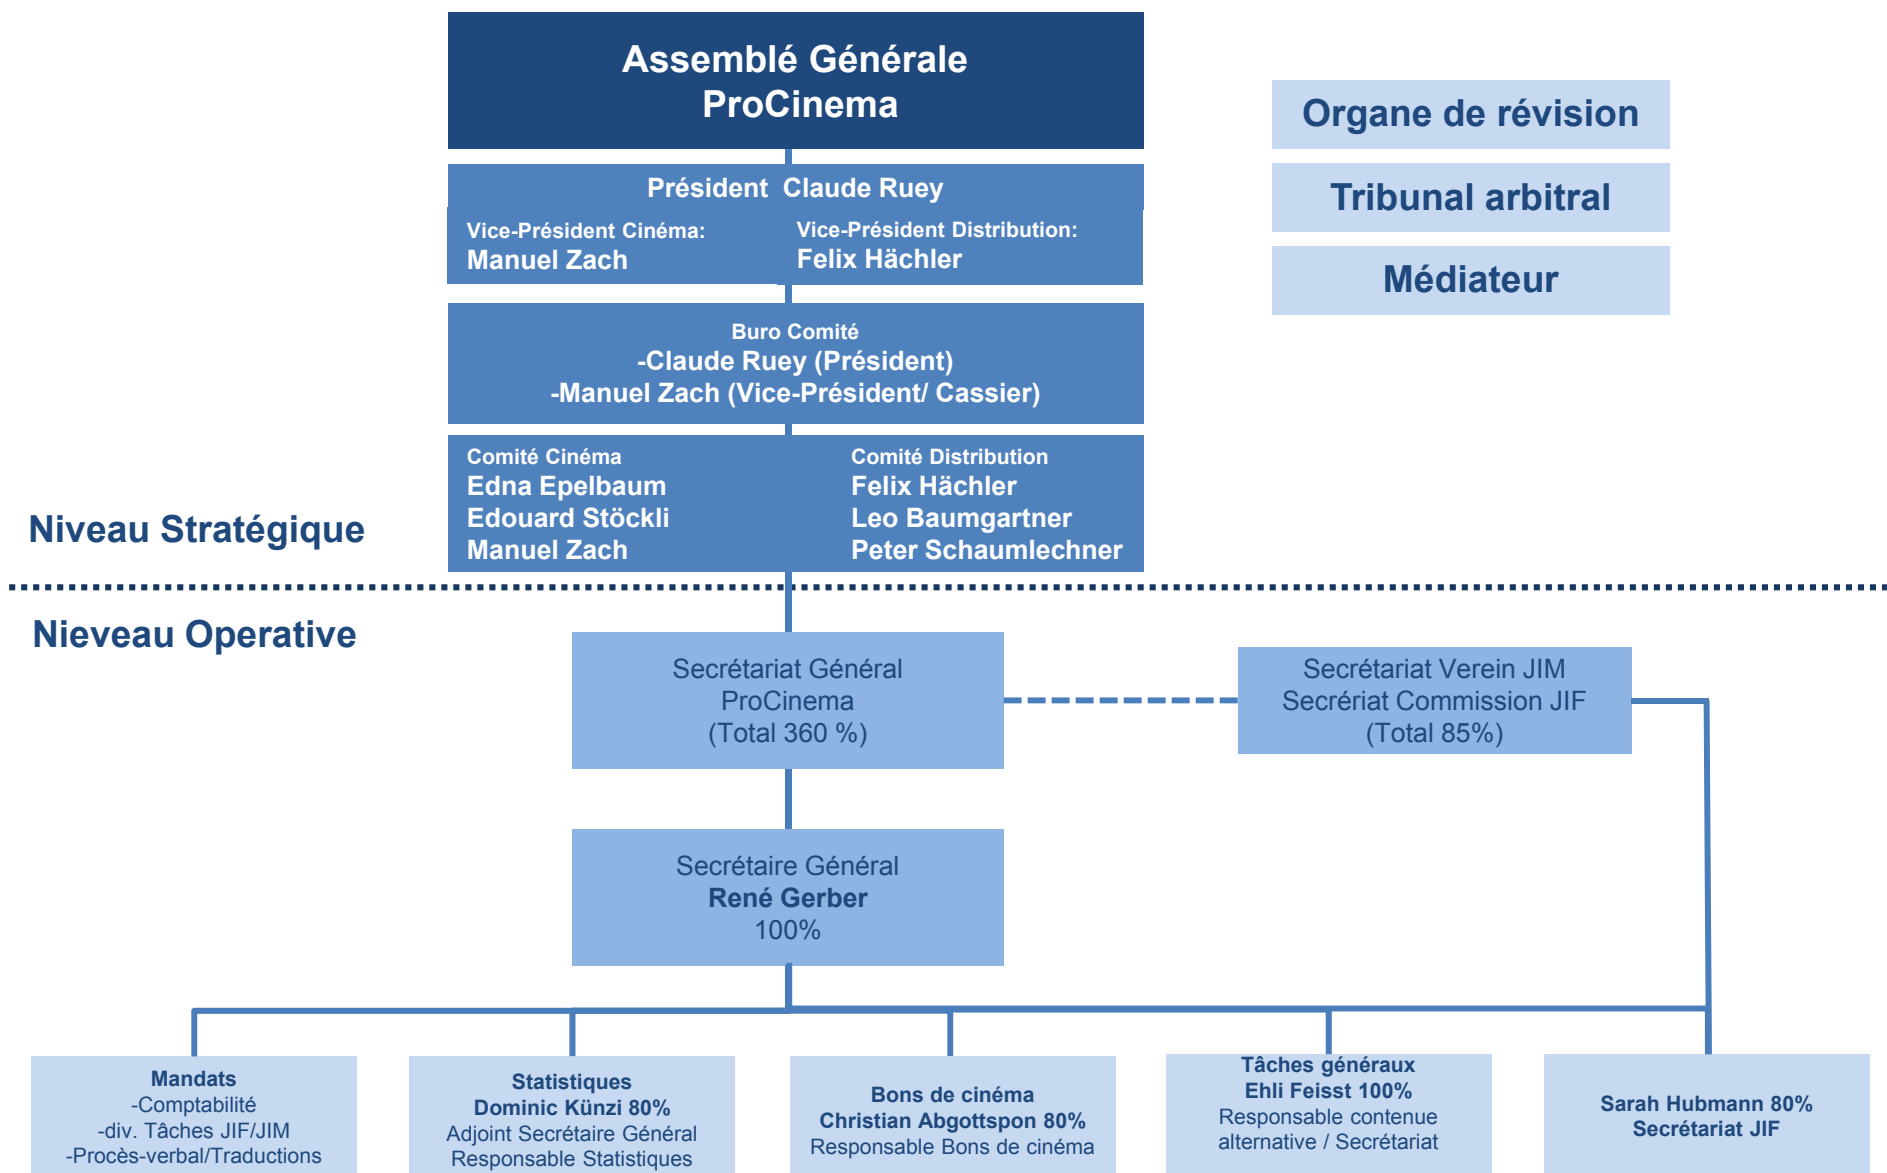 Assemblé Générale
ProCinema
Organe de révision
Tribunal arbitral
Médiateur
Président  Claude Ruey
Vice-Président Cinéma:
Manuel Zach
Vice-Président Distribution:
Felix Hächler
Buro Comité
-Claude Ruey (Président)
-Manuel Zach (Vice-Président/ Cassier)
Comité Cinéma
Edna Epelbaum
Edouard Stöckli
Manuel Zach
Comité Distribution
Felix Hächler
Leo Baumgartner
Peter Schaumlechner
Niveau Stratégique
Nieveau Operative
Secrétariat Général
ProCinema
(Total 360 %)
Secrétariat Verein JIM
Secrériat Commission JIF
(Total 85%)
Secrétaire Général
René Gerber
100%
Mandats
-Comptabilité
-div. Tâches JIF/JIM
-Procès-verbal/Traductions
Statistiques
Dominic Künzi 80%
Adjoint Secrétaire Général
Responsable Statistiques
Bons de cinéma
Christian Abgottspon 80%
Responsable Bons de cinéma
Tâches généraux
Ehli Feisst 100%
Responsable contenue
alternative / Secrétariat
Sarah Hubmann 80%
Secrétariat JIF